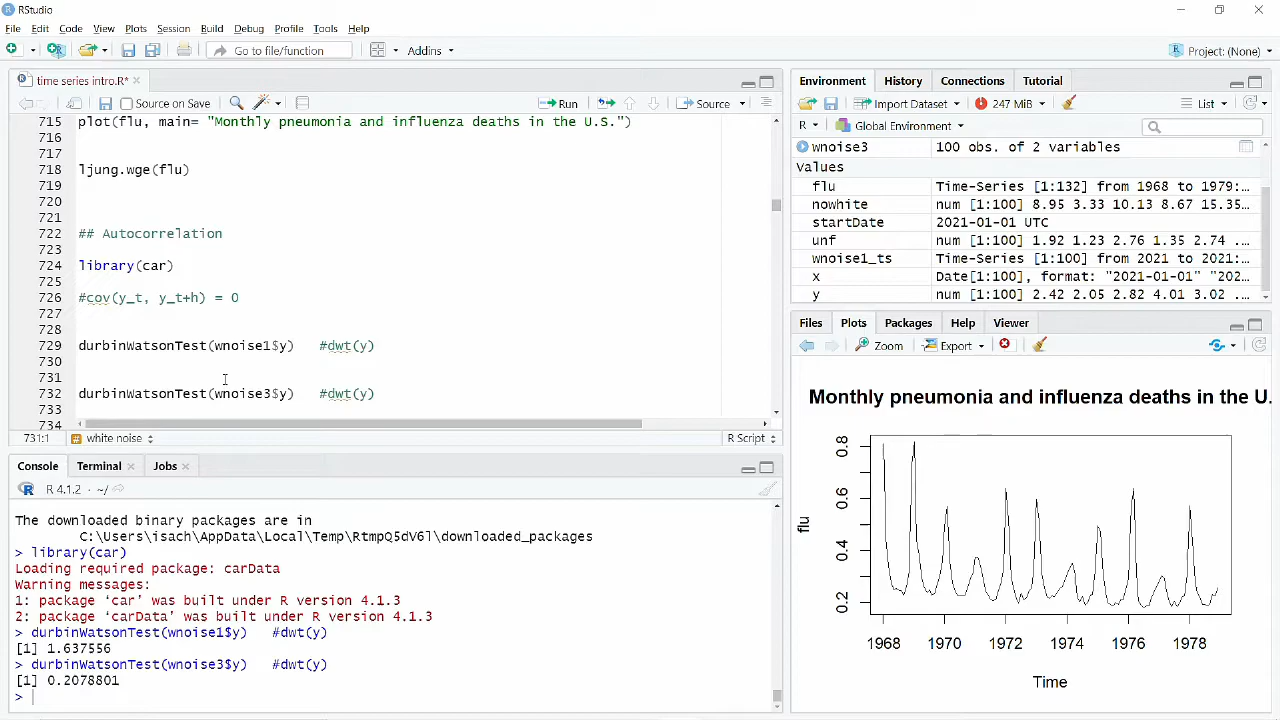 RStudio
File Edit Code View Plots Session Build Debug Profile Tools Help
Go to file/function
Addins
Project: (None)
time series intro.R*
Source on Save
Run
Source
715 plot(flu, main= "Monthly pneumonia and influenza deaths in the U.S.")
716
717
718 ljung.wge(flu)
719
720
721
722 ## Autocorrelation
723
724 library(car)
725
726 #cov(y_t, y_t+h) = 0
727
728
729 durbinWatsonTest(wnoise1$y) #dwt(y)
730
731
732 durbinWatsonTest(wnoise3$y) #dwt(y)
733
734
731:1
# white noise
R Script
Console Terminal Jobs
R 4.1.2 · ~/
The downloaded binary packages are in
C:\Users\isach\AppData\Local\Temp\RtmpQ5dV6l\downloaded_packages
> library(car)
Loading required package: carData
Warning messages:
1: package ‘car’ was built under R version 4.1.3
2: package ‘carData’ was built under R version 4.1.3
> durbinWatsonTest(wnoise1$y) #dwt(y)
[1] 1.637556
> durbinWatsonTest(wnoise3$y) #dwt(y)
[1] 0.2078801
>
Environment History Connections Tutorial
Import Dataset
247 MiB
List
R
Global Environment
wnoise3 100 obs. of 2 variables
Values
flu Time-Series [1:132] from 1968 to 1979:...
nowhite num [1:100] 8.95 3.33 10.13 8.67 15.35...
startDate 2021-01-01 UTC
unf num [1:100] 1.92 1.23 2.76 1.35 2.74 ...
wnoise1_ts Time-Series [1:100] from 2021 to 2021:...
x Date[1:100], format: "2021-01-01" "202...
y num [1:100] 2.42 2.05 2.82 4.01 3.02 ...
Files Plots Packages Help Viewer
Zoom
Export
Monthly pneumonia and influenza deaths in the U.
flu
0.8
0.6
0.4
0.2
1968 1970 1972 1974 1976 1978
Time